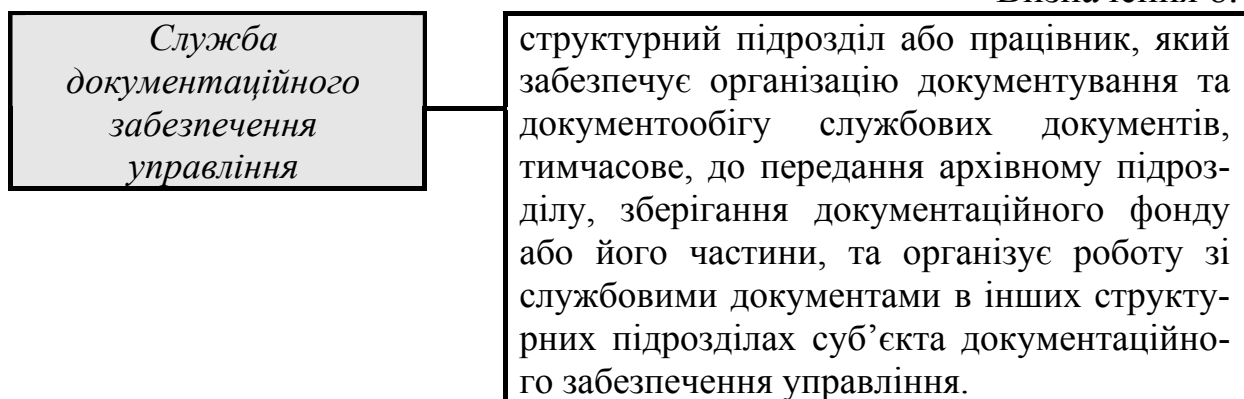 Визначення 6.
Служба
документаційного
забезпечення
управління
структурний підрозділ або працівник, який
забезпечує організацію документування та
документообігу службових документів,
тимчасове, до передання архівному підроз-
ділу, зберігання документаційного фонду
або його частини, та організує роботу зі
службовими документами в інших структу-
рних підрозділах суб’єкта документаційно-
го забезпечення управління.